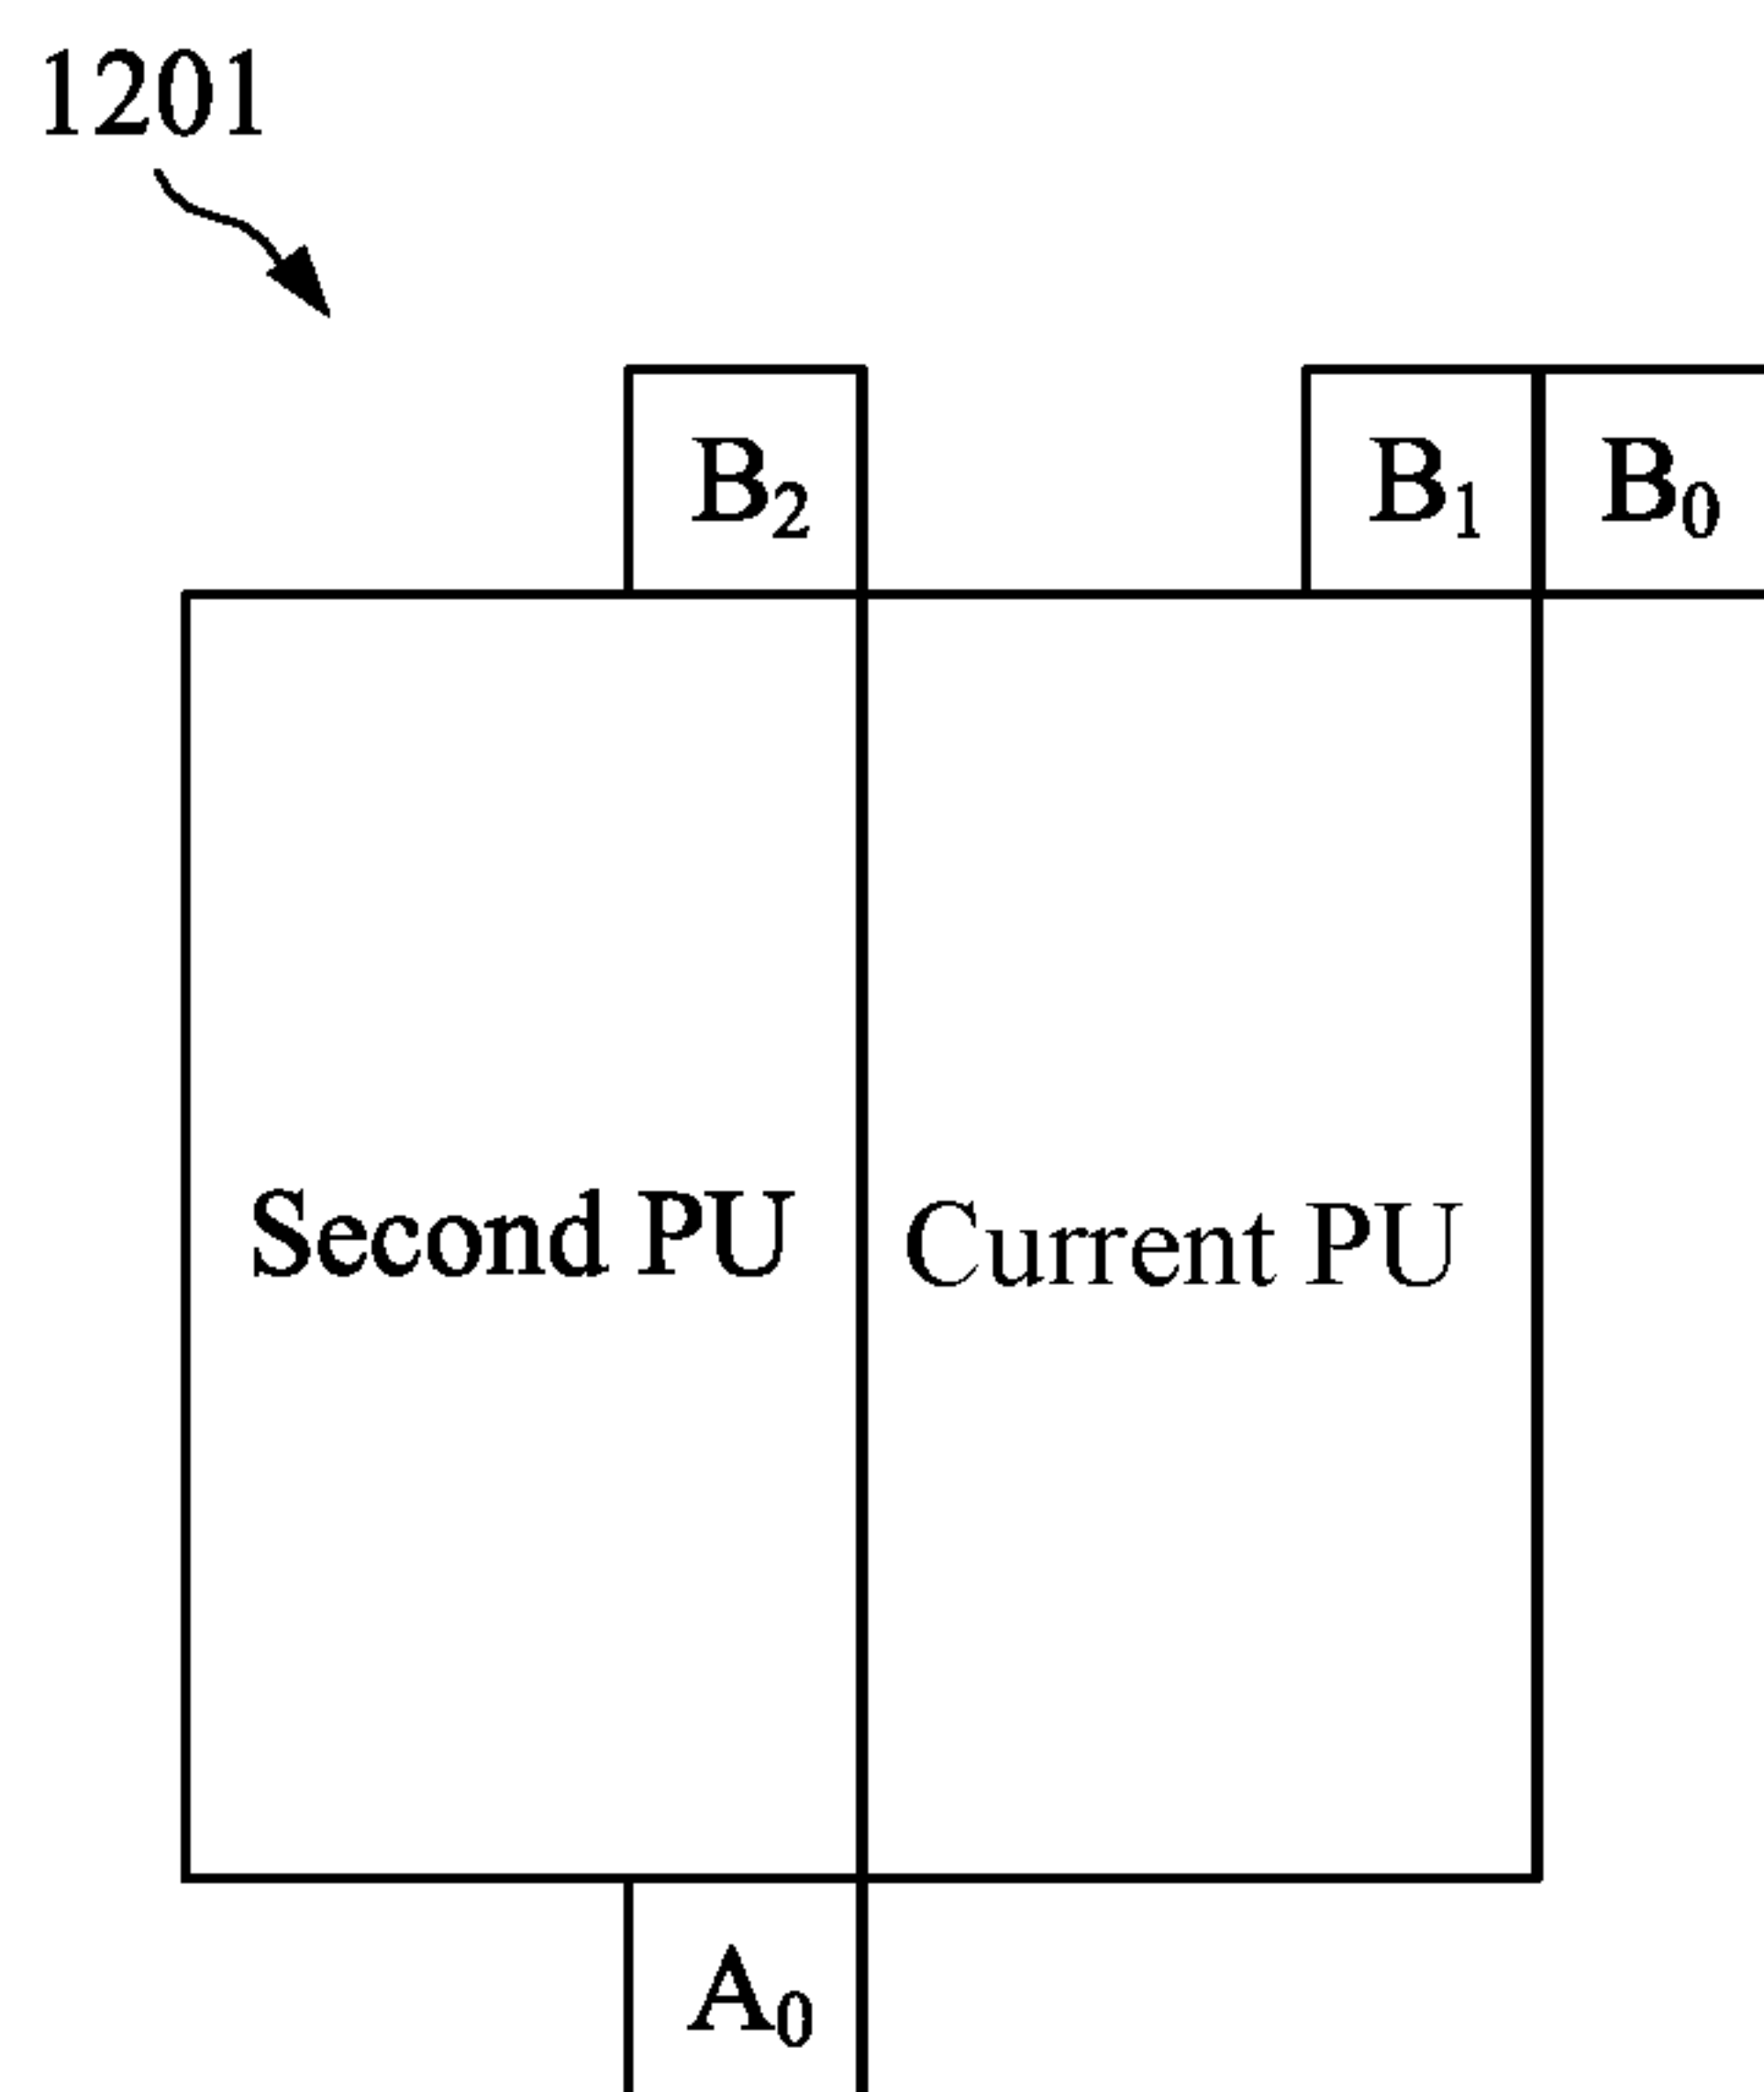 1201
B₂ B₁ B₀
Second PU Current PU
A₀